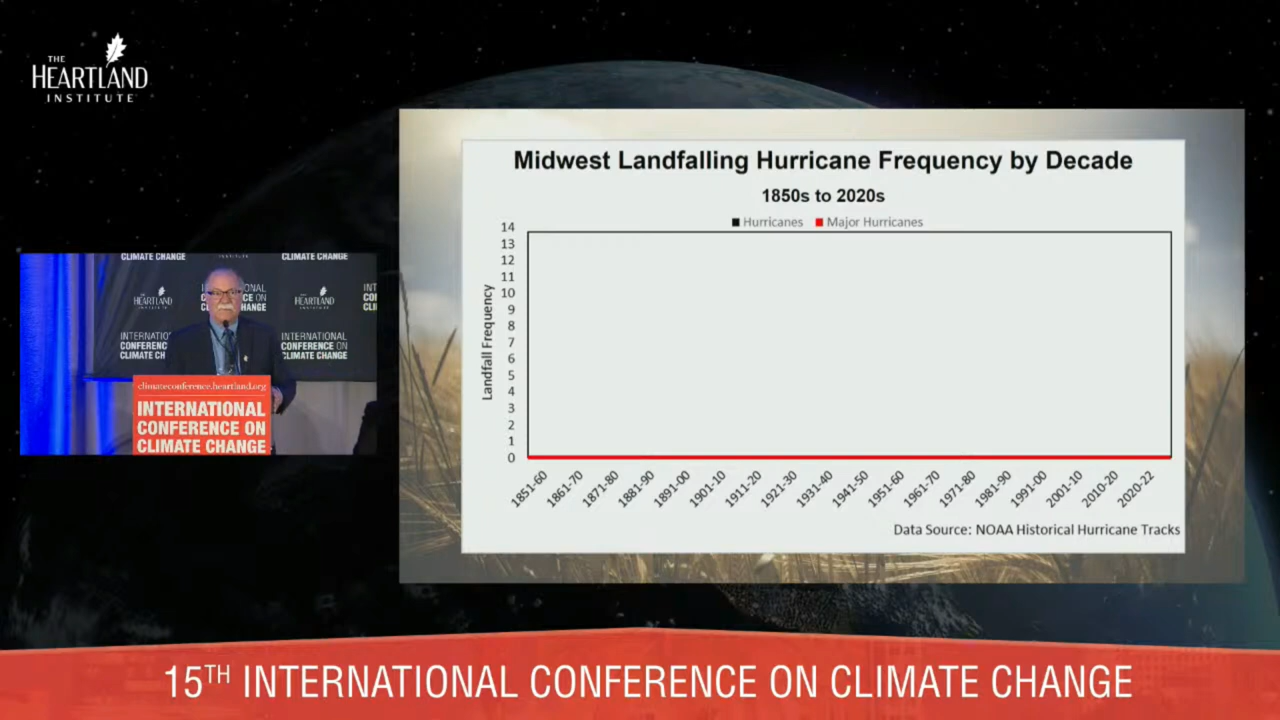 THE
HEARTLAND
INSTITUTE
Midwest Landfalling Hurricane Frequency by Decade
1850s to 2020s
Hurricanes
Major Hurricanes
14
13
12
11
10
9
8
7
6
5
4
3
2
1
0
Landfall Frequency
1851-60
1861-70
1871-80
1881-90
1891-00
1901-10
1911-20
1921-30
1931-40
1941-50
1951-60
1961-70
1971-80
1981-90
1991-00
2001-10
2010-20
2020-22
Data Source: NOAA Historical Hurricane Tracks
CLIMATE CHANGE
CLIMATE CHANGE
HEARTLAND
HEARTLAND
INTERNATIONAL
CONFERENCE ON
CLIMATE CHANGE
climateconference.heartland.org
INTERNATIONAL
CONFERENCE ON
CLIMATE CHANGE
15TH INTERNATIONAL CONFERENCE ON CLIMATE CHANGE